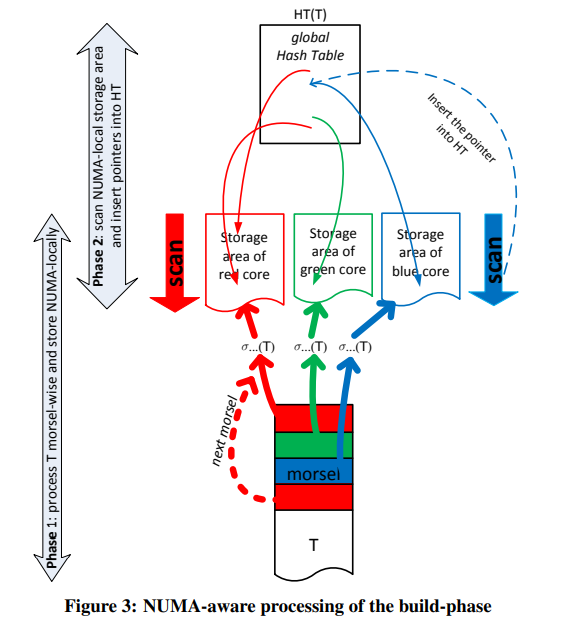 HT(T)
global
Hash Table
Phase 2: scan NUMA-local storage area
and insert pointers into HT
Insert the pointer
into HT
scan
Storage
area of
red core
Storage
area of
green core
Storage
area of
blue core
scan
Phase 1: process T morsel-wise and store NUMA-locally
σ...(T)
σ...(T)
σ...(T)
next morsel
morsel
T
Figure 3: NUMA-aware processing of the build-phase